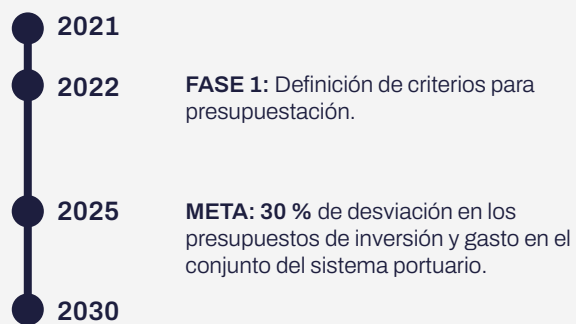 2021
2022
FASE 1: Definición de criterios para
presupuestación.
2025
META: 30 % de desviación en los
presupuestos de inversión y gasto en el
conjunto del sistema portuario.
2030